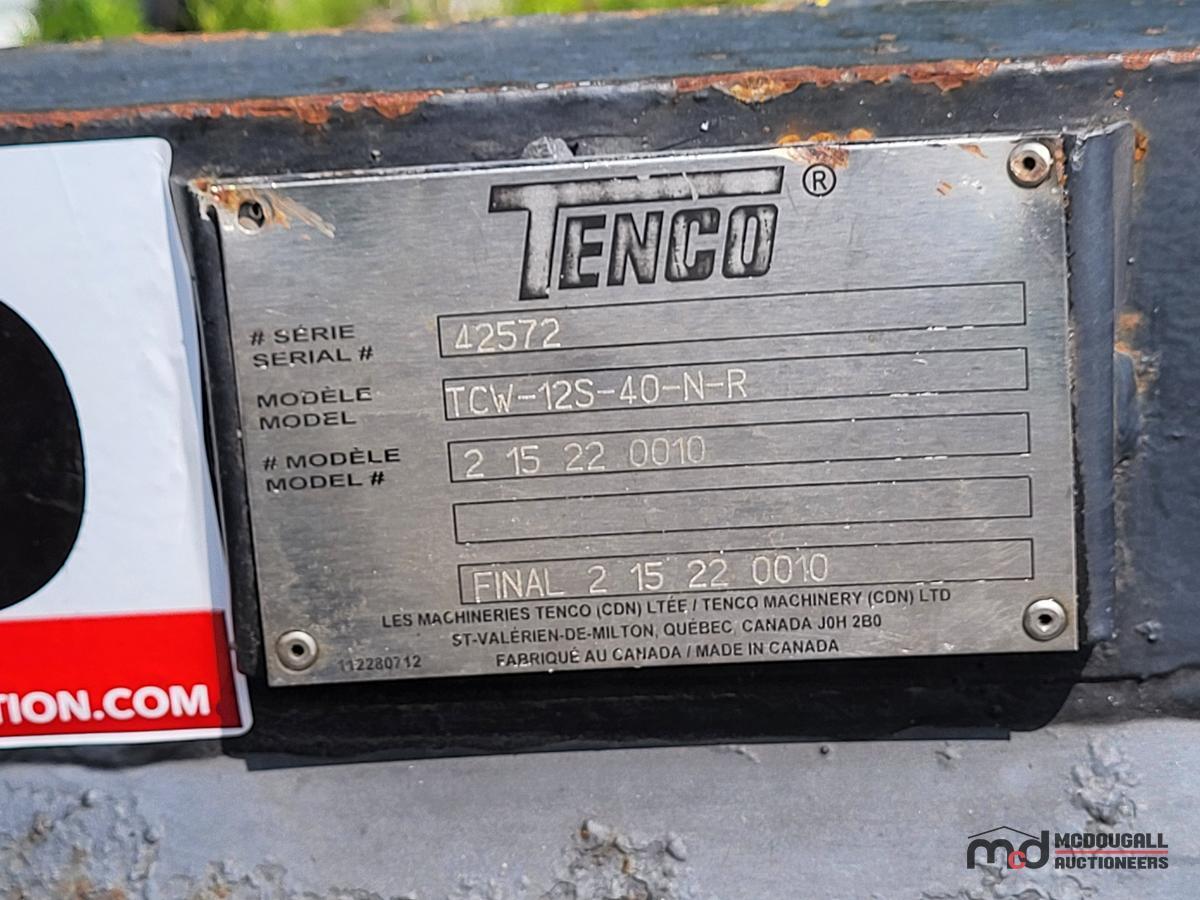 TENCO ®
# SÉRIE
SERIAL #
42572
MODÈLE
MODEL
TCW-12S-40-N-R
# MODÈLE
MODEL #
2 15 22 0010
FINAL 2 15 22 0010
LES MACHINERIES TENCO (CDN) LTÉE / TENCO MACHINERY (CDN) LTD
ST-VALÉRIEN-DE-MILTON, QUÉBEC, CANADA J0H 2B0
FABRIQUÉ AU CANADA / MADE IN CANADA
112280712
TION.COM
mcd MCDOUGALL
AUCTIONEERS